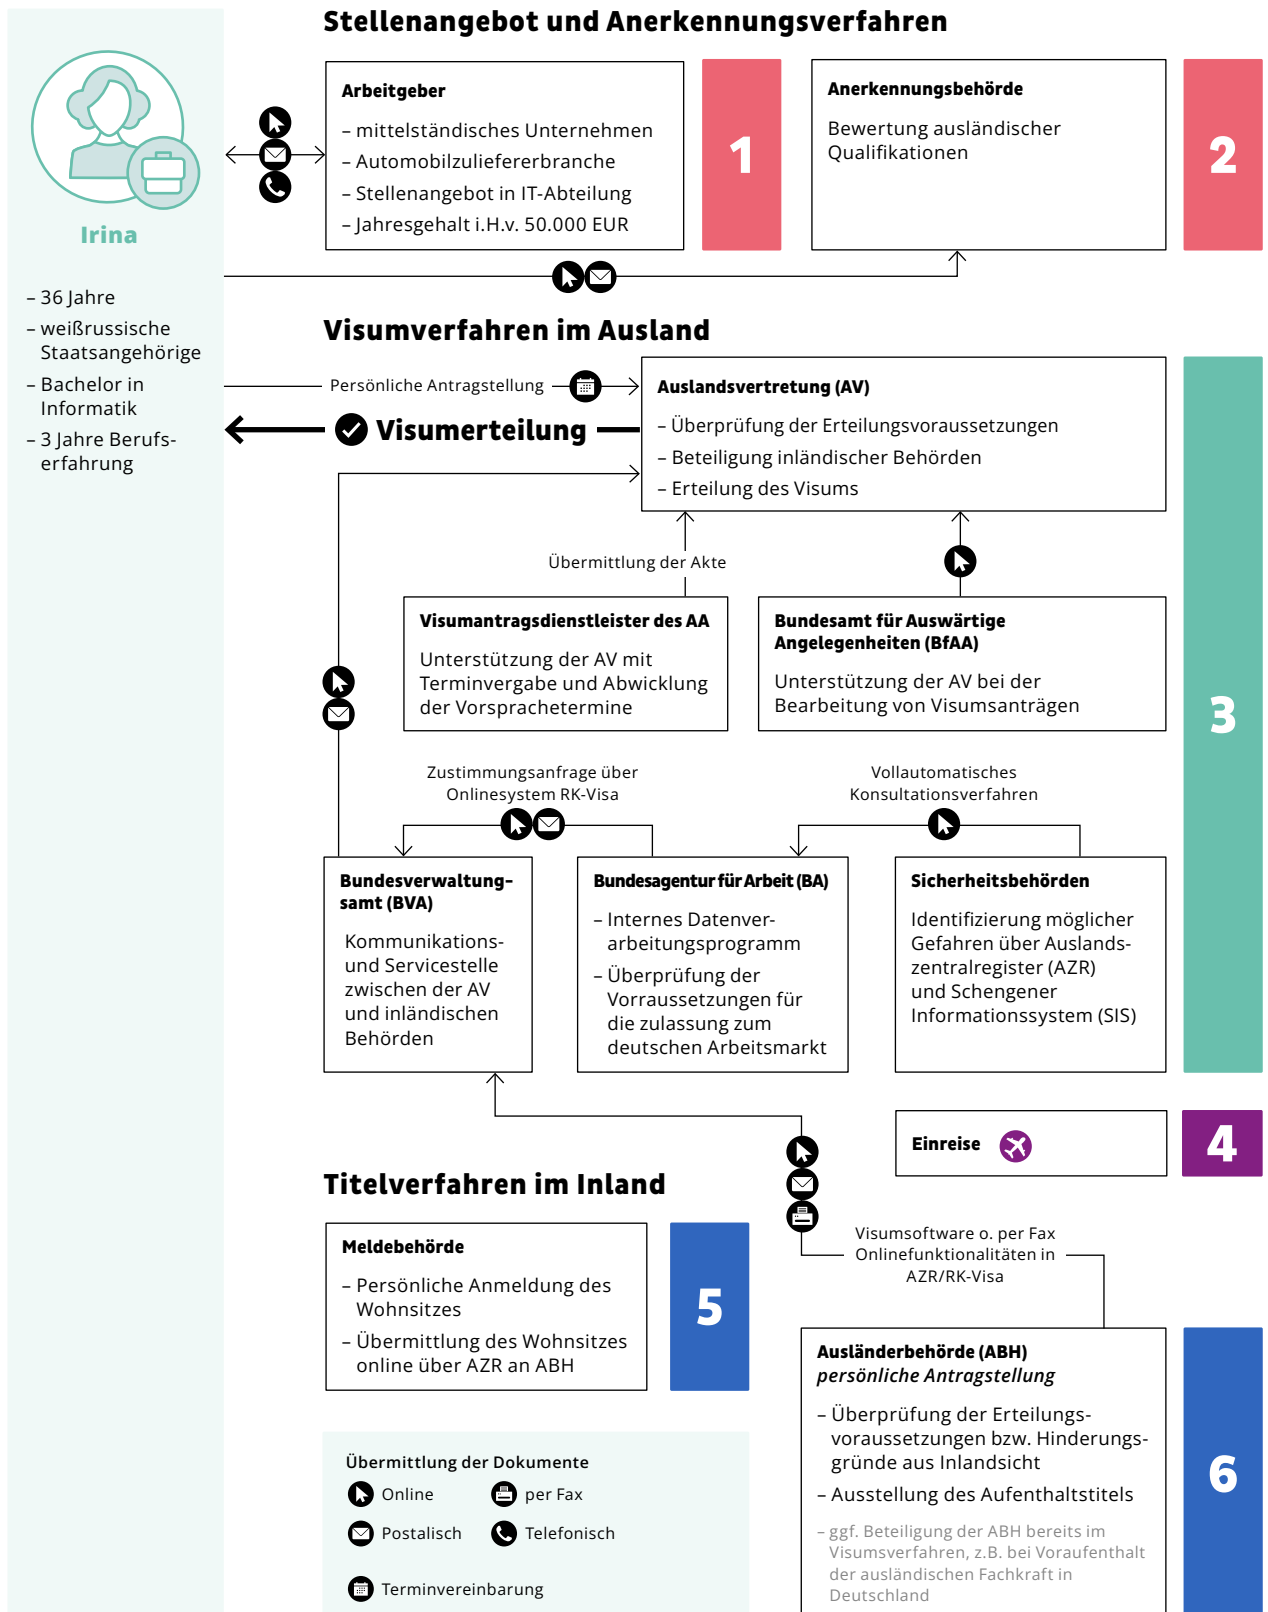 Stellenangebot und Anerkennungsverfahren
Irina
– 36 Jahre
– weißrussische
Staatsangehörige
– Bachelor in
Informatik
– 3 Jahre Berufs-
erfahrung
Arbeitgeber
– mittelständisches Unternehmen
– Automobilzuliefererbranche
– Stellenangebot in IT-Abteilung
– Jahresgehalt i.H.v. 50.000 EUR
1
Anerkennungsbehörde
Bewertung ausländischer
Qualifikationen
2
Visumverfahren im Ausland
Persönliche Antragstellung
Visumerteilung
Auslandsvertretung (AV)
– Überprüfung der Erteilungsvoraussetzungen
– Beteiligung inländischer Behörden
– Erteilung des Visums
Übermittlung der Akte
Visumantragsdienstleister des AA
Unterstützung der AV mit
Terminvergabe und Abwicklung
der Vorsprachetermine
Bundesamt für Auswärtige
Angelegenheiten (BfAA)
Unterstützung der AV bei der
Bearbeitung von Visumsanträgen
3
Zustimmungsanfrage über
Onlinesystem RK-Visa
Vollautomatisches
Konsultationsverfahren
Bundesverwaltung-
samt (BVA)
Kommunikations-
und Servicestelle
zwischen der AV
und inländischen
Behörden
Bundesagentur für Arbeit (BA)
– Internes Datenver-
arbeitungsprogramm
– Überprüfung der
Vorraussetzungen für
die zulassung zum
deutschen Arbeitsmarkt
Sicherheitsbehörden
Identifizierung möglicher
Gefahren über Auslands-
zentralregister (AZR)
und Schengener
Informationssystem (SIS)
Einreise
4
Titelverfahren im Inland
Meldebehörde
– Persönliche Anmeldung des
Wohnsitzes
– Übermittlung des Wohnsitzes
online über AZR an ABH
5
Visumsoftware o. per Fax
Onlinefunktionalitäten in
AZR/RK-Visa
Ausländerbehörde (ABH)
persönliche Antragstellung
– Überprüfung der Erteilungs-
voraussetzungen bzw. Hinderungs-
gründe aus Inlandsicht
– Ausstellung des Aufenthaltstitels
– ggf. Beteiligung der ABH bereits im
Visumsverfahren, z.B. bei Voraufenthalt
der ausländischen Fachkraft in
Deutschland
6
Übermittlung der Dokumente
Online
per Fax
Postalisch
Telefonisch
Terminvereinbarung